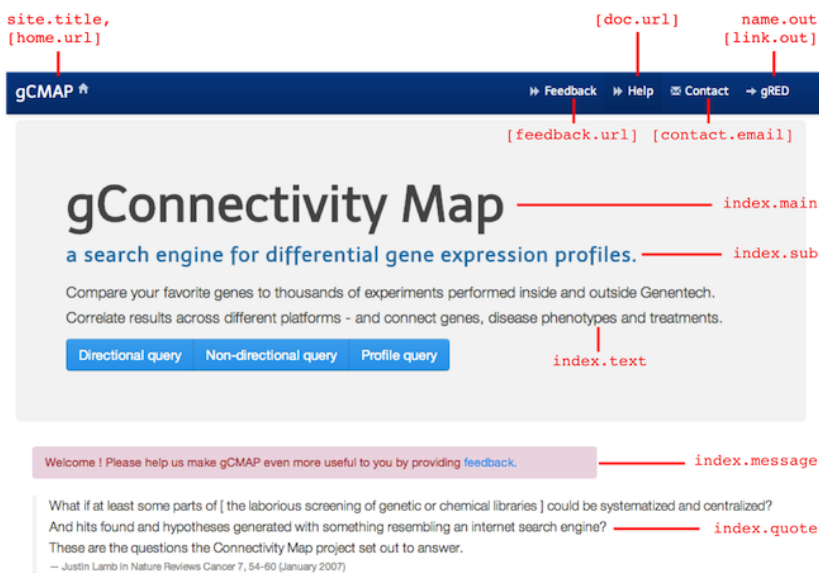 site.title,
[home.url]
[doc.url]
name.out
[link.out]
gCMAP
Feedback
Help
Contact
gRED
[feedback.url]
[contact.email]
gConnectivity Map
index.main
a search engine for differential gene expression profiles.
index.sub
Compare your favorite genes to thousands of experiments performed inside and outside Genentech.
Correlate results across different platforms - and connect genes, disease phenotypes and treatments.
index.text
Directional query
Non-directional query
Profile query
Welcome ! Please help us make gCMAP even more useful to you by providing feedback.
index.message
What if at least some parts of [ the laborious screening of genetic or chemical libraries ] could be systematized and centralized?
And hits found and hypotheses generated with something resembling an internet search engine?
index.quote
These are the questions the Connectivity Map project set out to answer.
— Justin Lamb in Nature Reviews Cancer 7, 54-60 (January 2007)